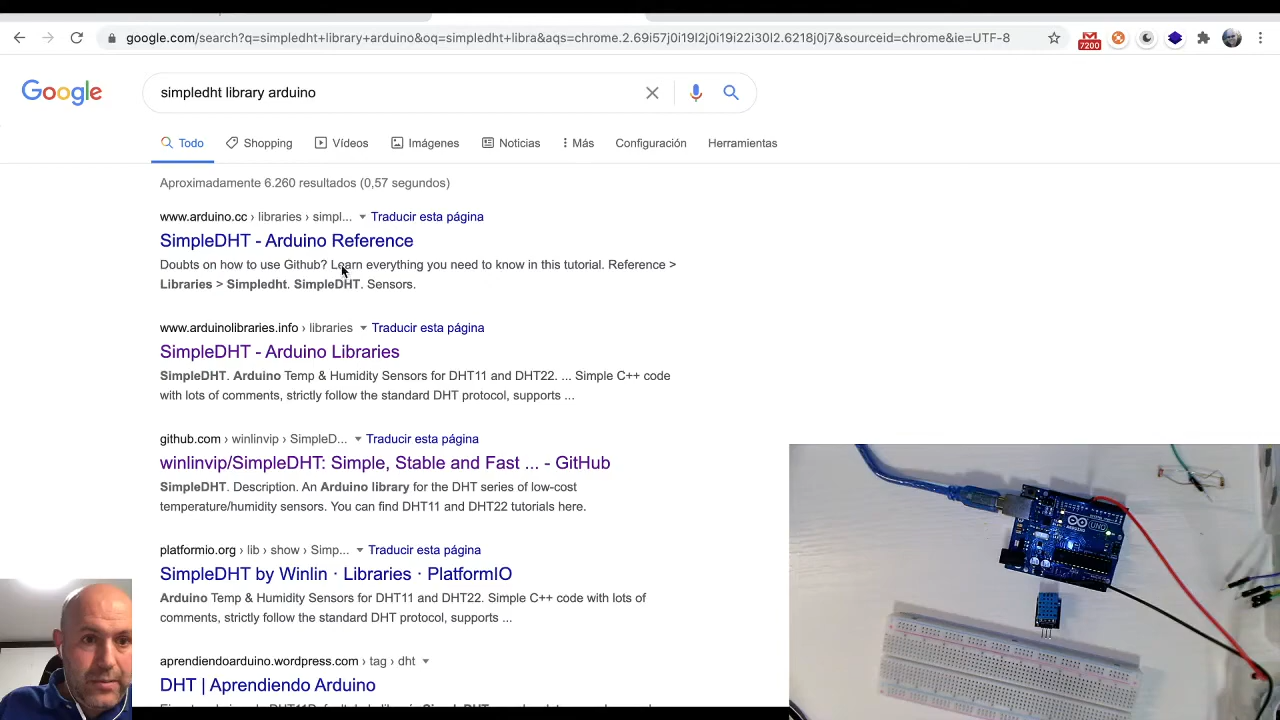 google.com/search?q=simpledht+library+arduino&oq=simpledht+libra&aqs=chrome.2.69i57j0i19l2j0i19i22i30l2.6218j0j7&sourceid=chrome&ie=UTF-8
7200
Google
simpledht library arduino
Todo Shopping Vídeos Imágenes Noticias Más Configuración Herramientas
Aproximadamente 6.260 resultados (0,57 segundos)
www.arduino.cc › libraries › simpl... Traducir esta página
SimpleDHT - Arduino Reference
Doubts on how to use Github? Learn everything you need to know in this tutorial. Reference >
Libraries > Simpledht. SimpleDHT. Sensors.
www.arduinolibraries.info › libraries Traducir esta página
SimpleDHT - Arduino Libraries
SimpleDHT. Arduino Temp & Humidity Sensors for DHT11 and DHT22. ... Simple C++ code
with lots of comments, strictly follow the standard DHT protocol, supports ...
github.com › winlinvip › SimpleD... Traducir esta página
winlinvip/SimpleDHT: Simple, Stable and Fast ... - GitHub
SimpleDHT. Description. An Arduino library for the DHT series of low-cost
temperature/humidity sensors. You can find DHT11 and DHT22 tutorials here.
platformio.org › lib › show › Simp... Traducir esta página
SimpleDHT by Winlin · Libraries · PlatformIO
Arduino Temp & Humidity Sensors for DHT11 and DHT22. Simple C++ code with lots of
comments, strictly follow the standard DHT protocol, supports ...
aprendiendoarduino.wordpress.com › tag › dht
DHT | Aprendiendo Arduino
UNO